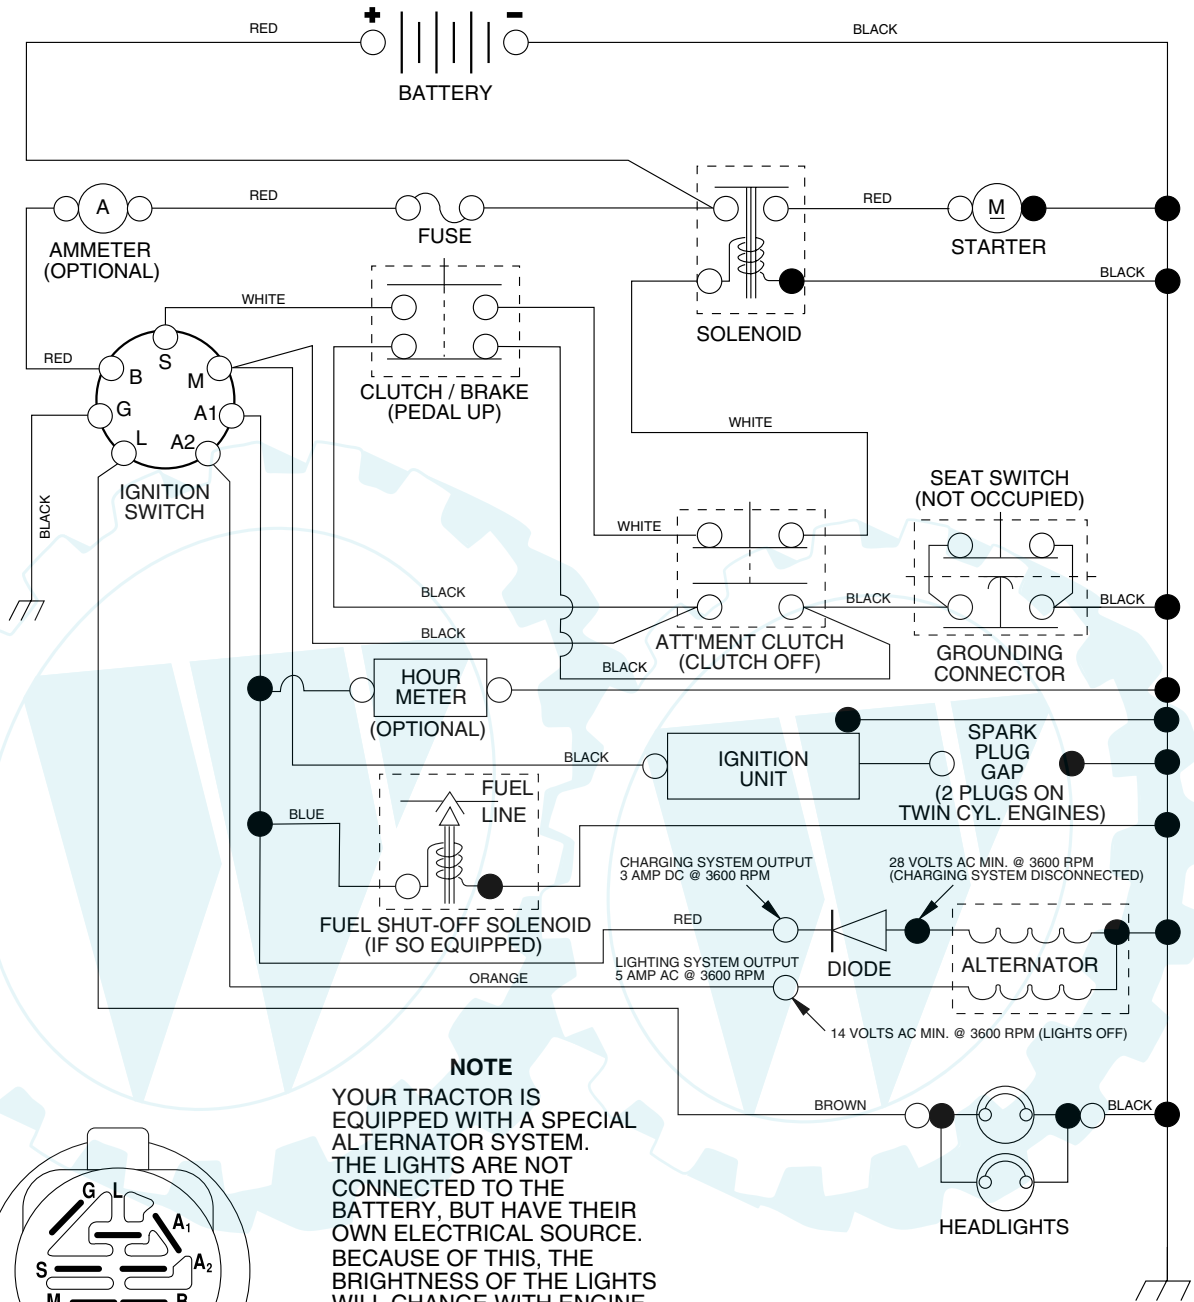 + -
RED
BLACK
BATTERY
A
RED
RED
M
AMMETER
(OPTIONAL)
FUSE
STARTER
BLACK
WHITE
SOLENOID
RED
S
B
M
CLUTCH / BRAKE
(PEDAL UP)
G
A1
L
A2
WHITE
IGNITION
SWITCH
BLACK
SEAT SWITCH
(NOT OCCUPIED)
WHITE
BLACK
BLACK
BLACK
BLACK
ATT'MENT CLUTCH
(CLUTCH OFF)
BLACK
GROUNDING
CONNECTOR
HOUR
METER
(OPTIONAL)
BLACK
IGNITION
UNIT
SPARK
PLUG
GAP
(2 PLUGS ON
TWIN CYL. ENGINES)
FUEL
LINE
BLUE
CHARGING SYSTEM OUTPUT
3 AMP DC @ 3600 RPM
28 VOLTS AC MIN. @ 3600 RPM
(CHARGING SYSTEM DISCONNECTED)
FUEL SHUT-OFF SOLENOID
(IF SO EQUIPPED)
RED
DIODE
ALTERNATOR
LIGHTING SYSTEM OUTPUT
5 AMP AC @ 3600 RPM
ORANGE
14 VOLTS AC MIN. @ 3600 RPM (LIGHTS OFF)
NOTE
YOUR TRACTOR IS
EQUIPPED WITH A SPECIAL
ALTERNATOR SYSTEM.
THE LIGHTS ARE NOT
CONNECTED TO THE
BATTERY, BUT HAVE THEIR
OWN ELECTRICAL SOURCE.
BECAUSE OF THIS, THE
BRIGHTNESS OF THE LIGHTS
WILL CHANGE WITH ENGINE
BROWN
BLACK
HEADLIGHTS
G L
A1
A2
S
M B